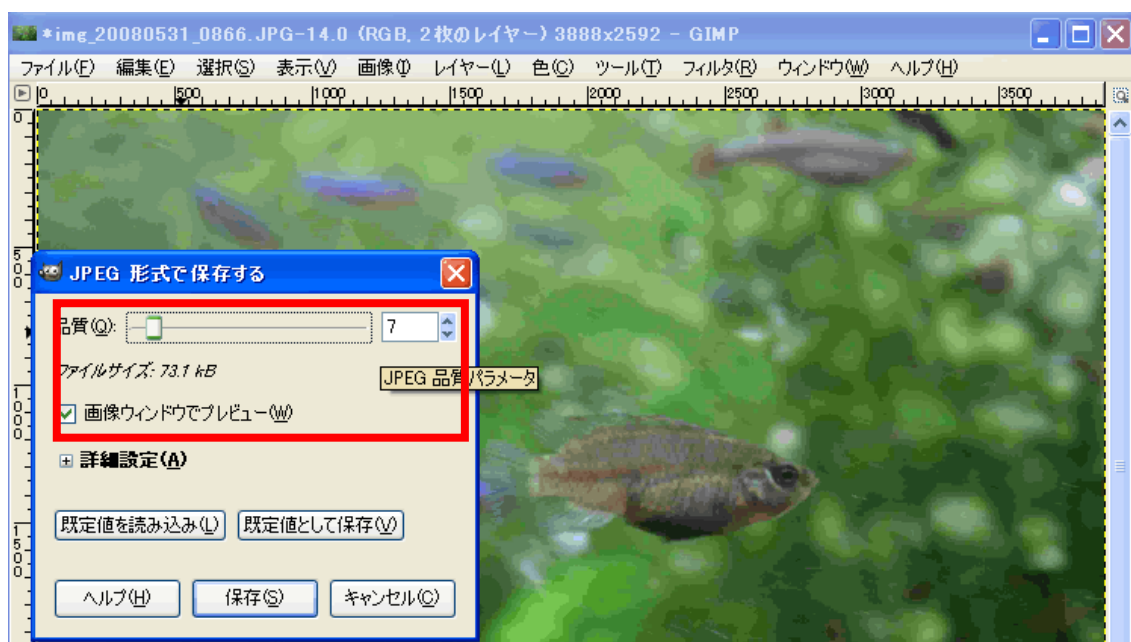 *img_20080531_0866.JPG-14.0 (RGB, 2枚のレイヤー) 3888x2592 – GIMP
ファイル(F) 編集(E) 選択(S) 表示(V) 画像(I) レイヤー(L) 色(C) ツール(T) フィルタ(R) ウィンドウ(W) ヘルプ(H)
0 500 1000 1500 2000 2500 3000 3500
0
500
1000
1500
JPEG 形式で保存する
品質(Q): 7
ファイルサイズ: 73.1 kB
JPEG 品質パラメータ
画像ウィンドウでプレビュー(W)
詳細設定(A)
既定値を読み込み(L) 既定値として保存(V)
ヘルプ(H) 保存(S) キャンセル(C)